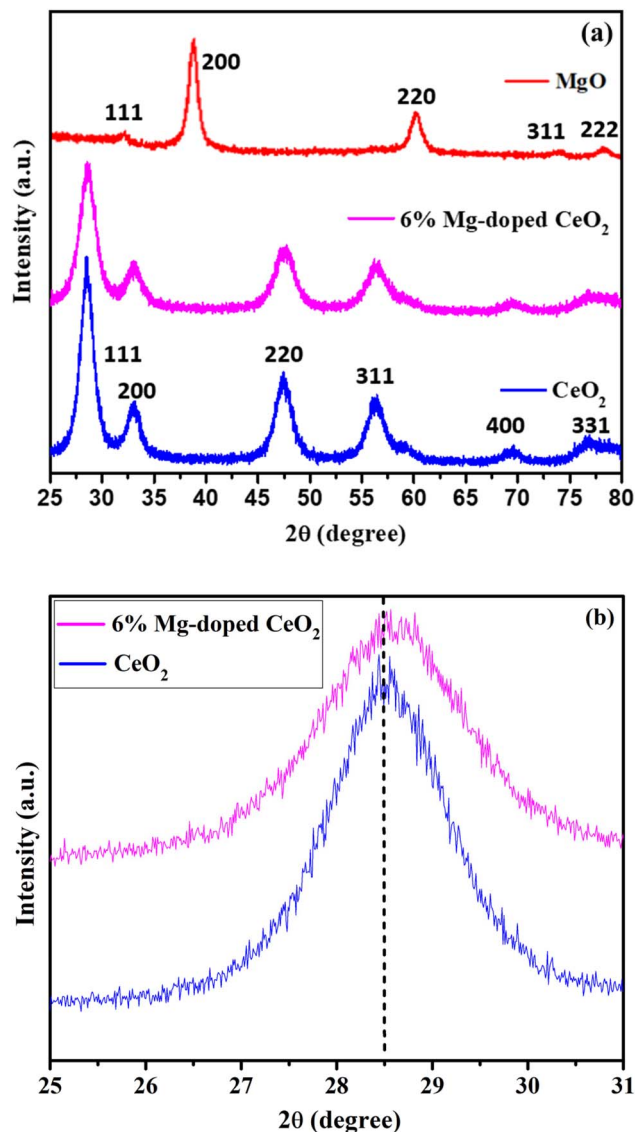 (a)
200
MgO
111
220
311
222
6% Mg-doped CeO₂
111
200
220
311
CeO₂
400
331
Intensity (a.u.)
25 30 35 40 45 50 55 60 65 70 75 80
2θ (degree)
6% Mg-doped CeO₂
CeO₂
(b)
Intensity (a.u.)
25 26 27 28 29 30 31
2θ (degree)